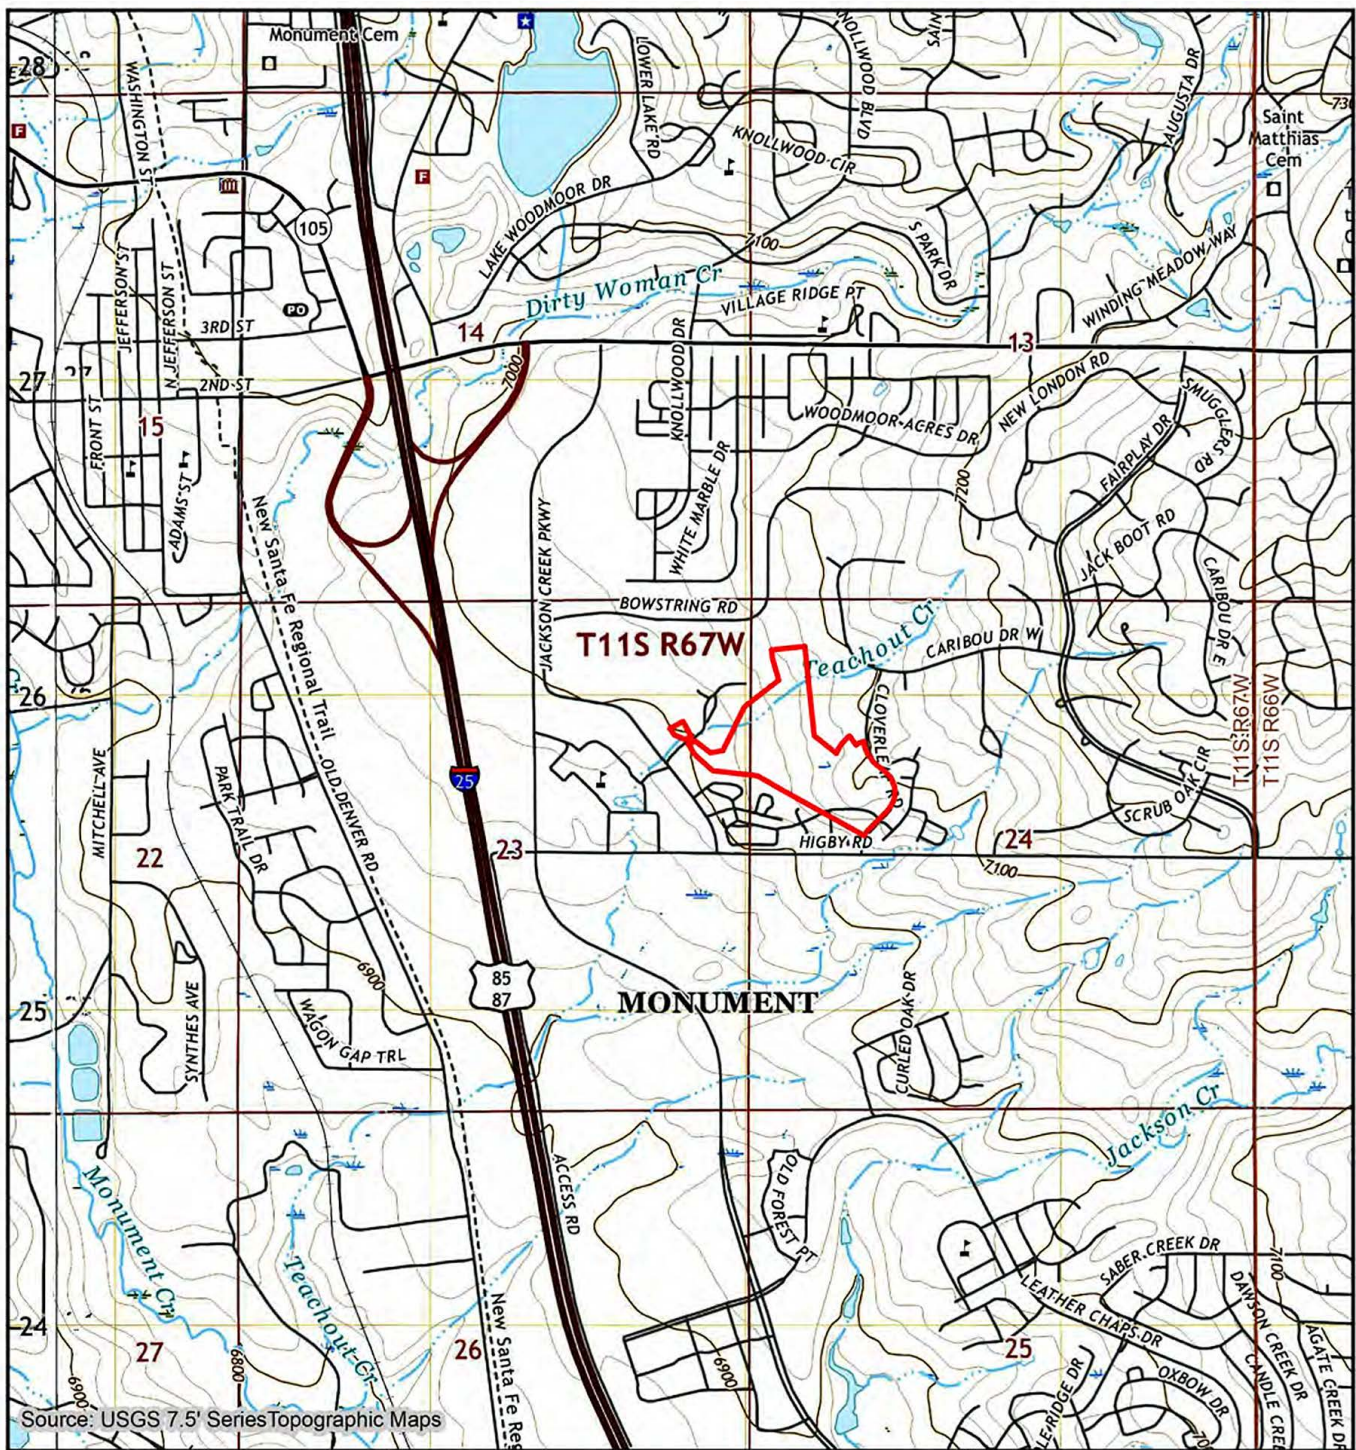 Monument Cem
28
WASHINGTON ST
LOWER LAKE RD
KNOLLWOOD BLVD
AUGUSTA DR
Saint
Matthias
Cem
F
F
KNOLLWOOD CIR
105
LAKE WOODMOOR DR
7100
S PARK DR
WINDING MEADOW WAY
Dirty Woman Cr
VILLAGE RIDGE PT
JEFFERSON ST
N JEFFERSON ST
PO
3RD ST
14
13
27
2ND ST
7000
KNOLLWOOD DR
NEW LONDON RD
SMUGGLERS RD
15
FRONT ST
WOODMOOR ACRES DR
FAIRPLAY DR
ADAMS ST
WHITE MARBLE DR
7200
JACK BOOT RD
New Santa Fe Regional Trail
JACKSON CREEK PKWY
CARIBOU DR E
BOWSTRING RD
T11S R67W
Teachout Cr
CARIBOU DR W
26
CLOVERLEAF RD
T11S R67W
T11S R66W
MITCHELL AVE
PARK TRAIL DR
OLD DENVER RD
25
SCRUB OAK CIR
22
23
HIGBY RD
24
7100
6900
85
87
MONUMENT
25
SYNTHES AVE
WAGON GAP TRL
CURLED OAK DR
Jackson Cr
Monument Cr
ACCESS RD
OLD FOREST PT
Teachout Cr
SABER CREEK DR
7100
LEATHER CHAPS DR
DAWSON CREEK DR
24
27
26
25
New Santa Fe Reg
6800
6900
6900
OXBOW DR
CANDLE CRE
AGATE CREEK DR
LERIDGE DR
Source: USGS 7.5' Series Topographic Maps